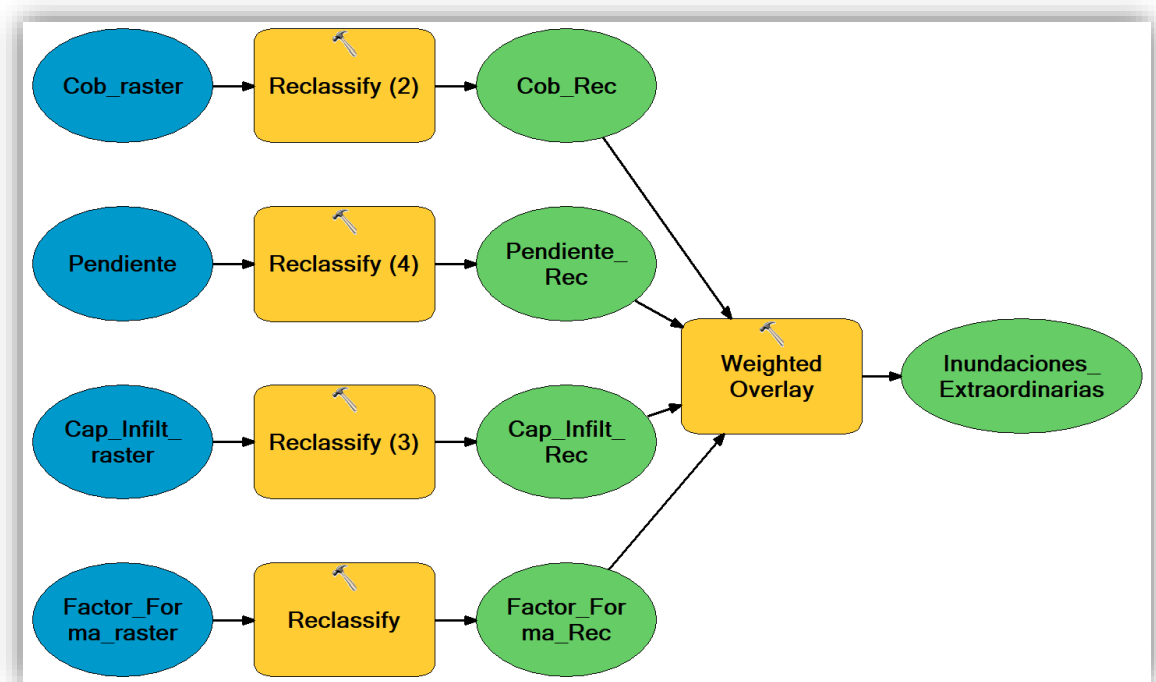 Cob_raster
Reclassify (2)
Cob_Rec
Pendiente
Reclassify (4)
Pendiente_
Rec
Weighted
Overlay
Inundaciones_
Extraordinarias
Cap_Infilt_
raster
Reclassify (3)
Cap_Infilt_
Rec
Factor_For
ma_raster
Reclassify
Factor_For
ma_Rec